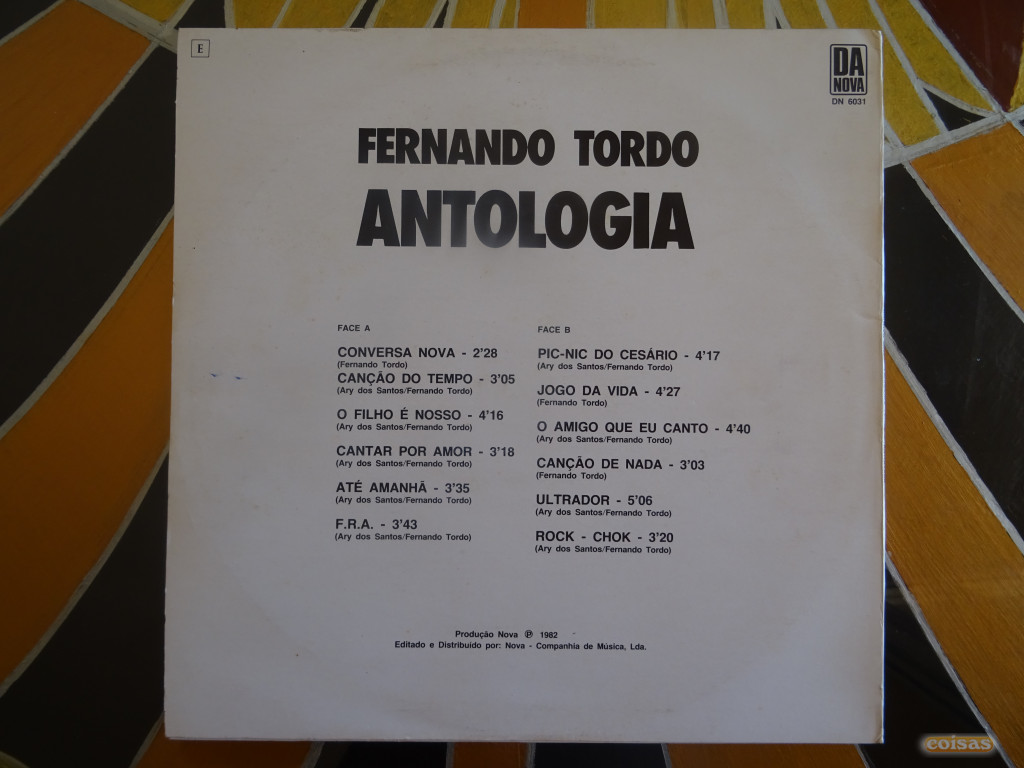 E
DA
NOVA
DN 6031
FERNANDO TORDO
ANTOLOGIA
FACE A
CONVERSA NOVA - 2'28
(Fernando Tordo)
CANÇÃO DO TEMPO - 3'05
(Ary dos Santos/Fernando Tordo)
O FILHO É NOSSO - 4'16
(Ary dos Santos/Fernando Tordo)
CANTAR POR AMOR - 3'18
(Ary dos Santos/Fernando Tordo)
ATÉ AMANHÃ - 3'35
(Ary dos Santos/Fernando Tordo)
F.R.A. - 3'43
(Ary dos Santos/Fernando Tordo)
FACE B
PIC-NIC DO CESÁRIO - 4'17
(Ary dos Santos/Fernando Tordo)
JOGO DA VIDA - 4'27
(Fernando Tordo)
O AMIGO QUE EU CANTO - 4'40
(Ary dos Santos/Fernando Tordo)
CANÇÃO DE NADA - 3'03
(Fernando Tordo)
ULTRADOR - 5'06
(Ary dos Santos/Fernando Tordo)
ROCK - CHOK - 3'20
(Ary dos Santos/Fernando Tordo)
Produção Nova ℗ 1982
Editado e Distribuido por: Nova - Companhia de Música, Lda.
coisas